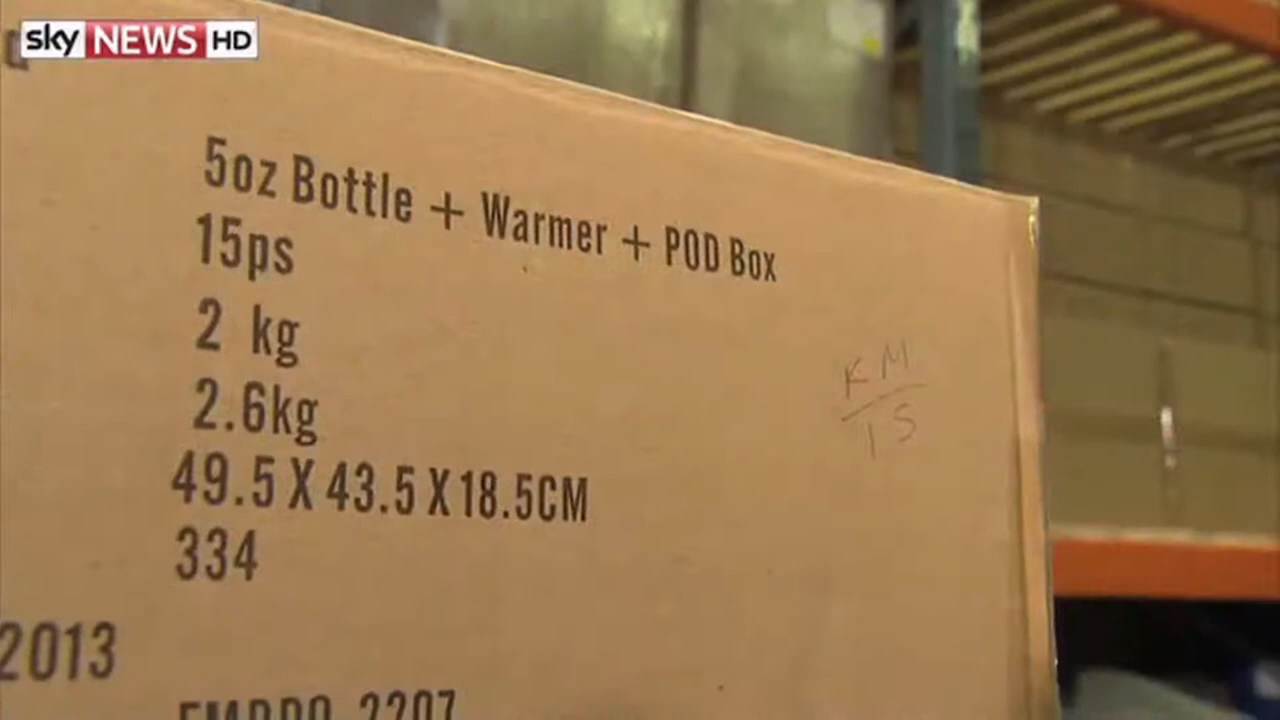 sky NEWS HD
5oz Bottle + Warmer + POD Box
15ps
2 kg
2.6kg
49.5 X 43.5 X 18.5CM
334
2013
KM
15